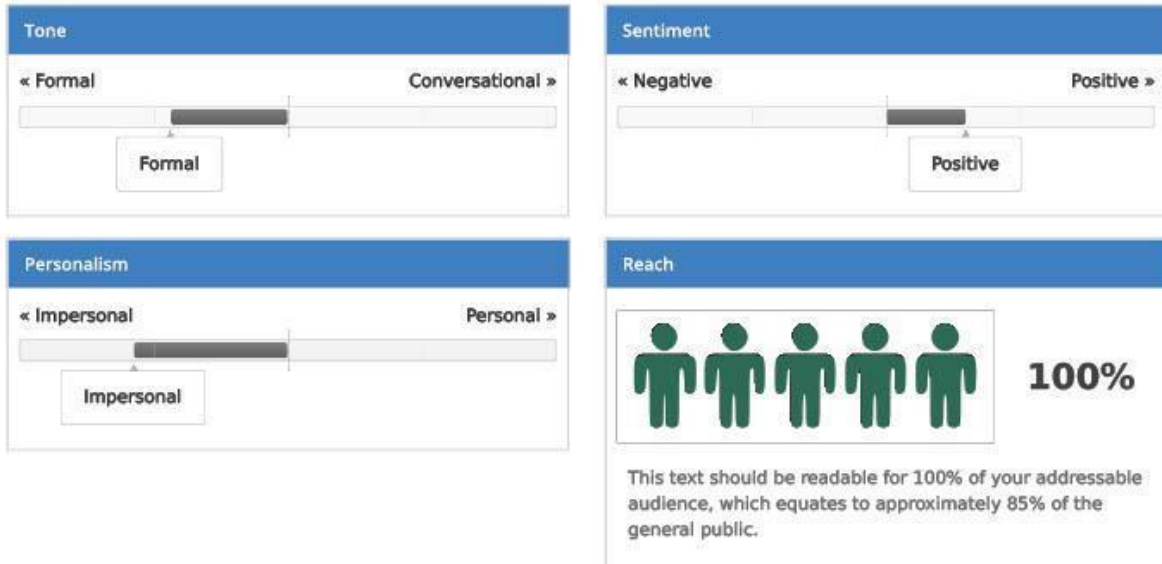 Tone
« Formal Conversational »
Formal
Sentiment
« Negative Positive »
Positive
Personalism
« Impersonal Personal »
Impersonal
Reach
100%
This text should be readable for 100% of your addressable
audience, which equates to approximately 85% of the
general public.